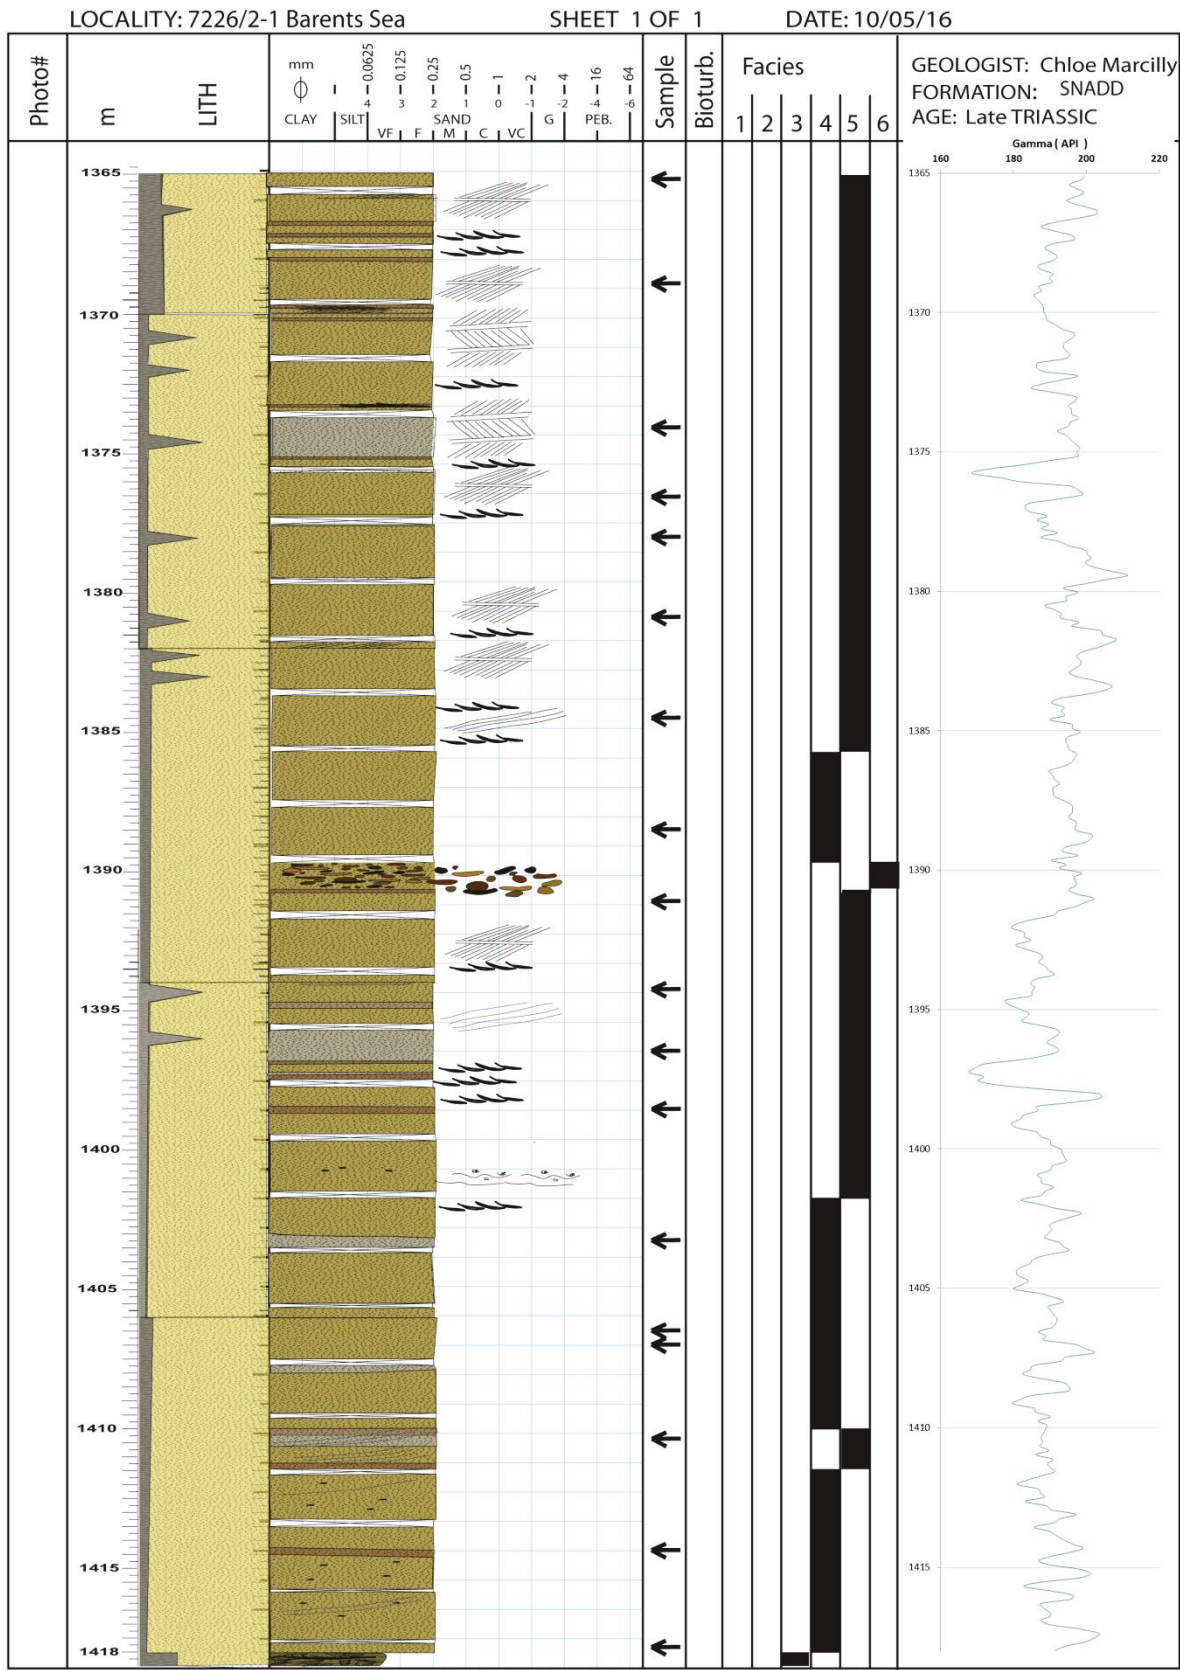 LOCALITY: 7226/2-1 Barents Sea SHEET 1 OF 1 DATE: 10/05/16
Photo# m LITH
mm
0.0625 0.125 0.25 0.5 1 2 4 16 64
4 3 2 1 0 -1 -2 -4 -6
CLAY SILT SAND G PEB.
VF F M C VC
Sample Bioturb. Facies
1 2 3 4 5 6
GEOLOGIST: Chloe Marcilly
FORMATION: SNADD
AGE: Late TRIASSIC
Gamma ( API )
160 180 200 220
1365 1365
1370 1370
1375 1375
1380 1380
1385 1385
1390 1390
1395 1395
1400 1400
1405 1405
1410 1410
1415 1415
1418